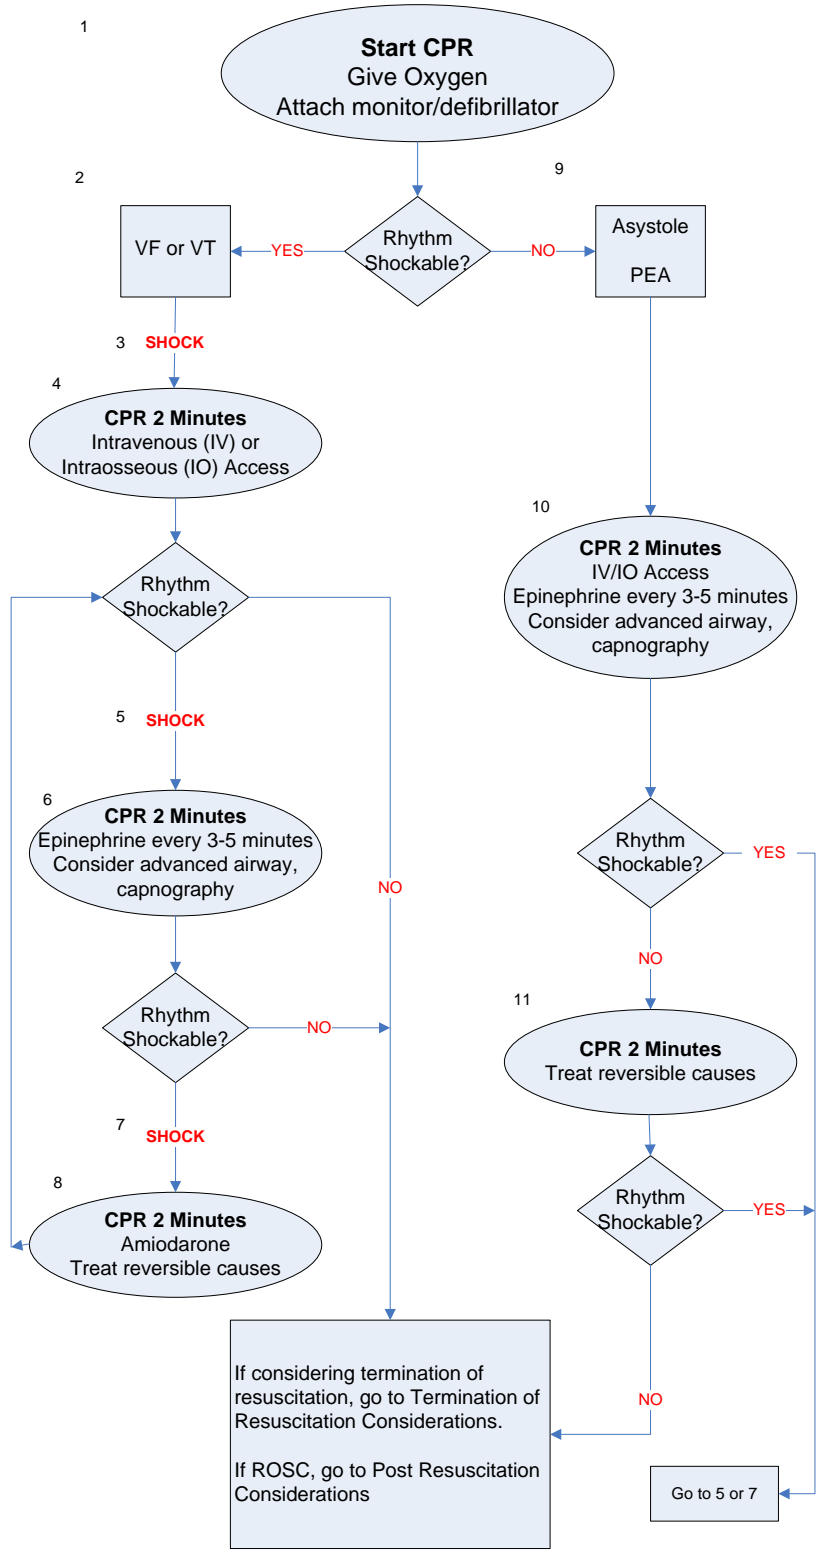 1
Start CPR
Give Oxygen
Attach monitor/defibrillator
2
9
VF or VT
YES
Rhythm
Shockable?
NO
Asystole
PEA
3
SHOCK
4
CPR 2 Minutes
Intravenous (IV) or
Intraosseous (IO) Access
10
CPR 2 Minutes
IV/IO Access
Epinephrine every 3-5 minutes
Consider advanced airway,
capnography
Rhythm
Shockable?
5
SHOCK
6
CPR 2 Minutes
Epinephrine every 3-5 minutes
Consider advanced airway,
capnography
NO
Rhythm
Shockable?
YES
NO
Rhythm
Shockable?
NO
11
CPR 2 Minutes
Treat reversible causes
7
SHOCK
8
CPR 2 Minutes
Amiodarone
Treat reversible causes
Rhythm
Shockable?
YES
NO
If considering termination of
resuscitation, go to Termination of
Resuscitation Considerations.
If ROSC, go to Post Resuscitation
Considerations
Go to 5 or 7